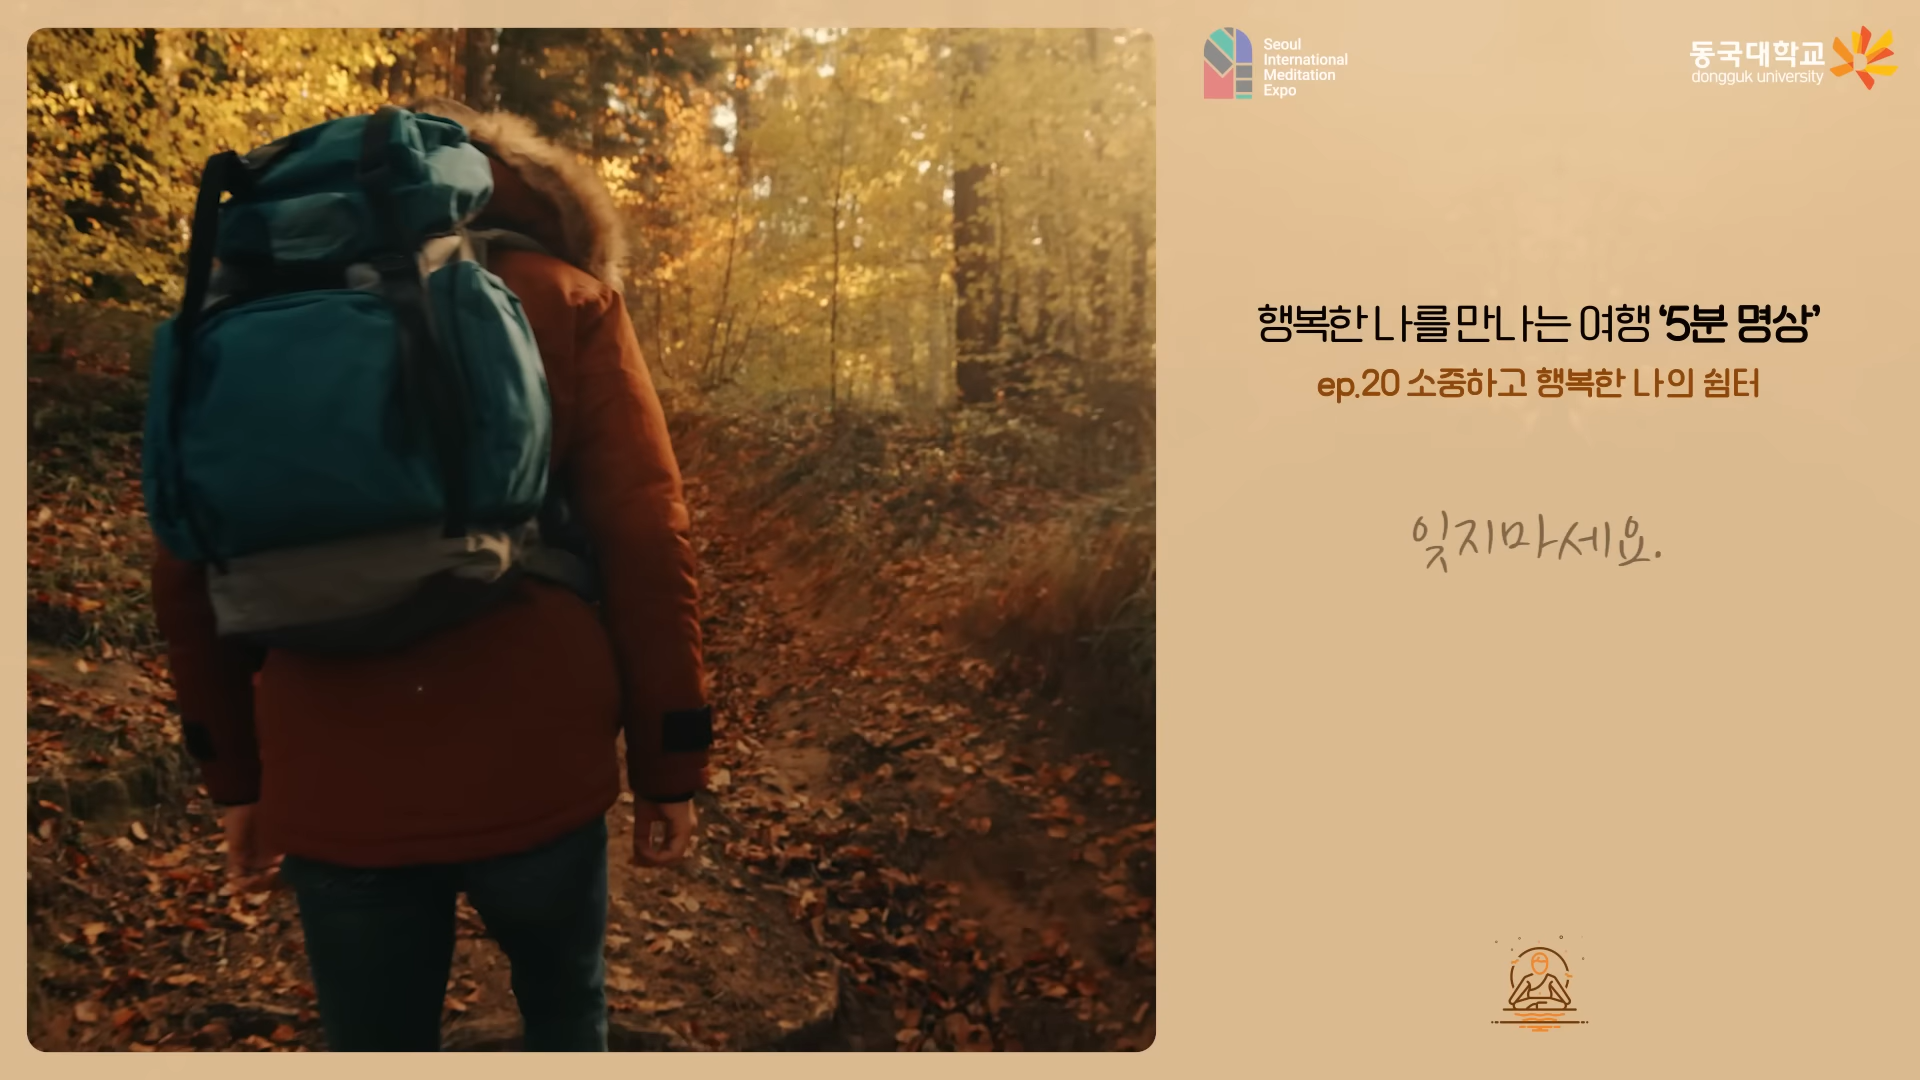 Seoul
International
Meditation
Expo
동국대학교
dongguk university
행복한 나를 만나는 여행 ‘5분 명상’
ep.20 소중하고 행복한 나의 쉼터
잊지마세요.